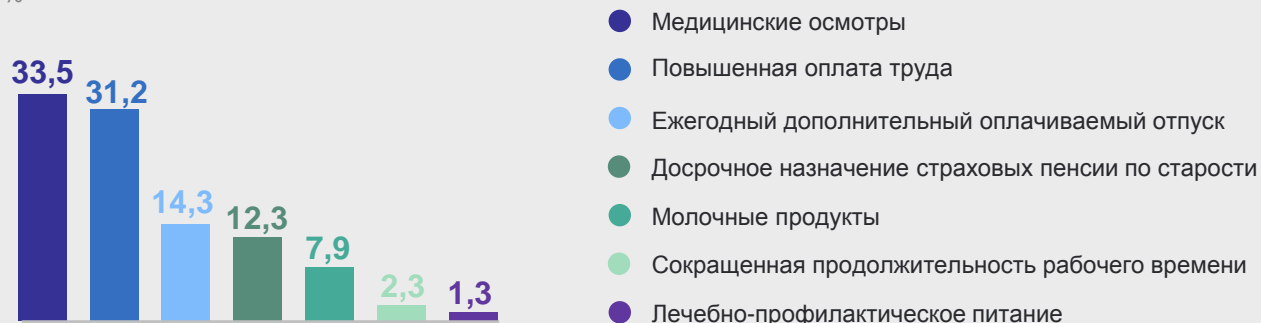 %
33,5
31,2
14,3
12,3
7,9
2,3
1,3
Медицинские осмотры
Повышенная оплата труда
Ежегодный дополнительный оплачиваемый отпуск
Досрочное назначение страховых пенсии по старости
Молочные продукты
Сокращенная продолжительность рабочего времени
Лечебно-профилактическое питание